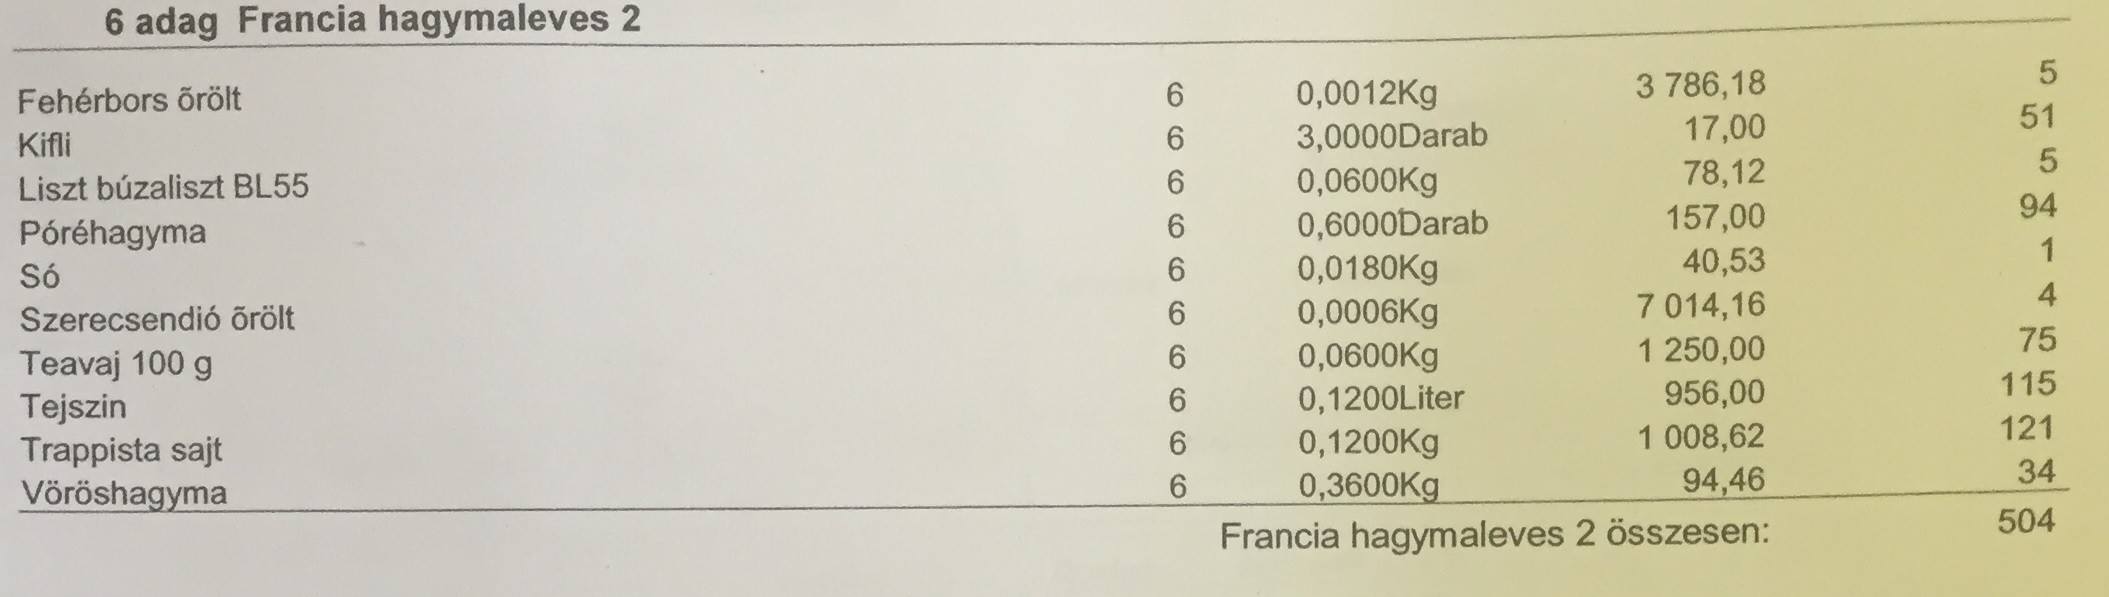 6 adag Francia hagymaleves 2
Fehérbors õrölt 6 0,0012Kg 3 786,18 5
Kifli 6 3,0000Darab 17,00 51
Liszt búzaliszt BL55 6 0,0600Kg 78,12 5
Póréhagyma 6 0,6000Darab 157,00 94
Só 6 0,0180Kg 40,53 1
Szerecsendió õrölt 6 0,0006Kg 7 014,16 4
Teavaj 100 g 6 0,0600Kg 1 250,00 75
Tejszin 6 0,1200Liter 956,00 115
Trappista sajt 6 0,1200Kg 1 008,62 121
Vöröshagyma 6 0,3600Kg 94,46 34
Francia hagymaleves 2 összesen: 504